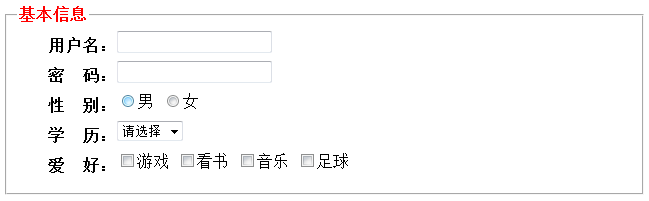 基本信息
用户名：
密　码：
性　别： 男 女
学　历： 请选择
爱　好： 游戏 看书 音乐 足球